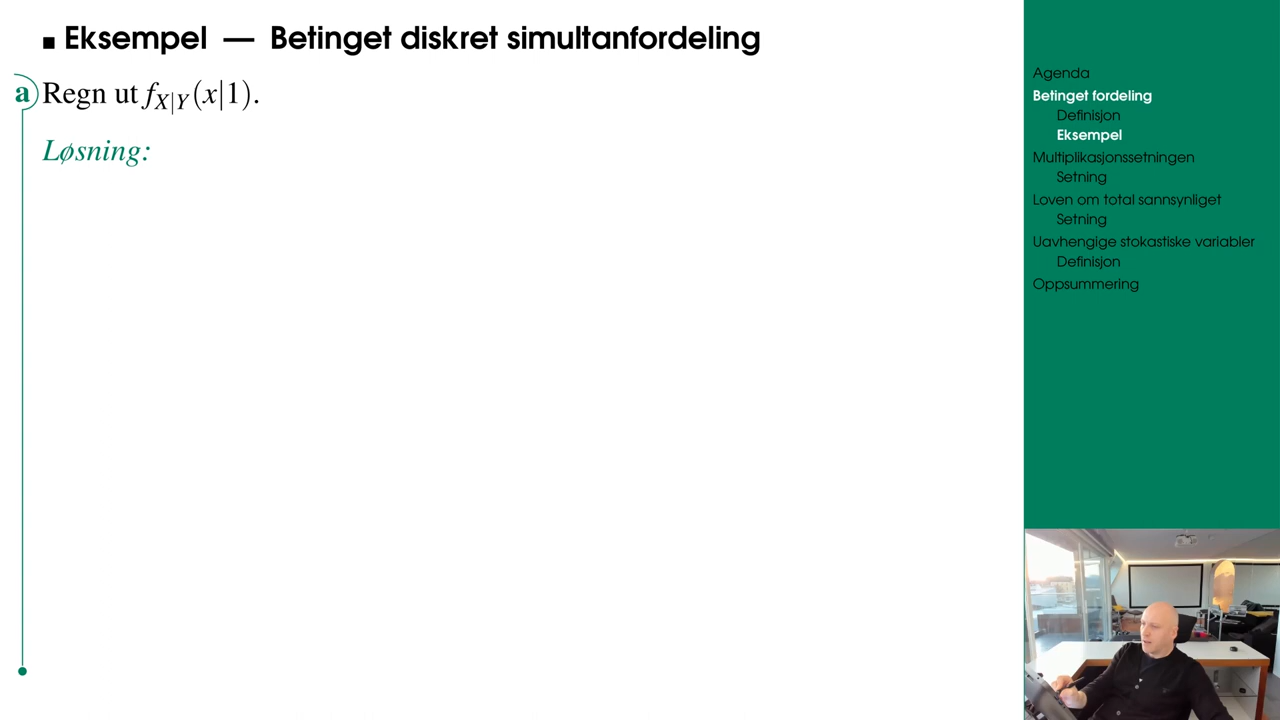 Eksempel — Betinget diskret simultanfordeling
a Regn ut f_{X|Y}(x|1).
Løsning:
Agenda
Betinget fordeling
Definisjon
Eksempel
Multiplikasjonssetningen
Setning
Loven om total sannsynliget
Setning
Uavhengige stokastiske variabler
Definisjon
Oppsummering